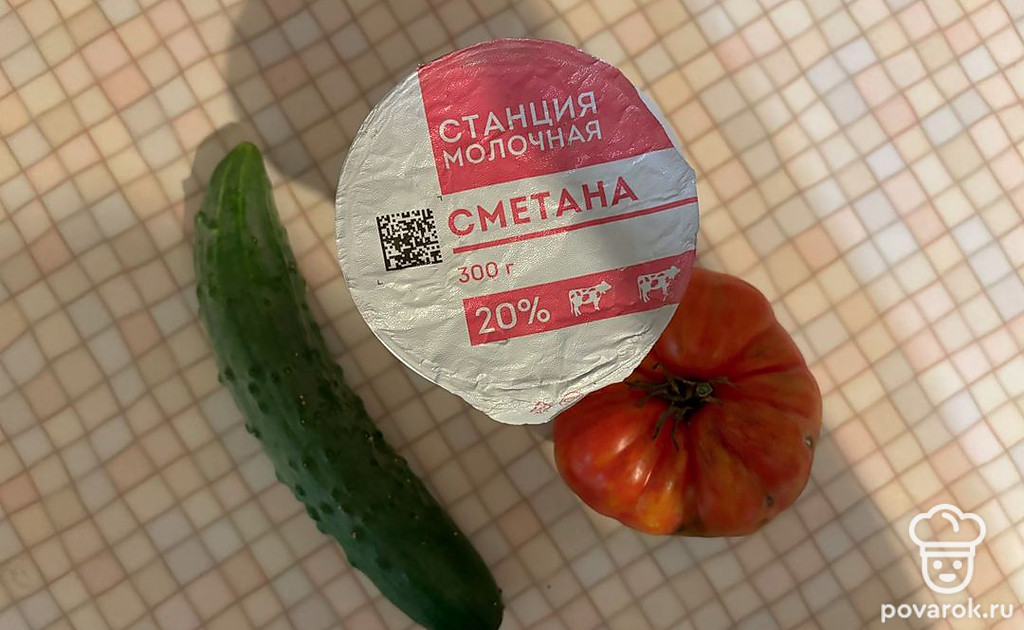 СТАНЦИЯ
МОЛОЧНАЯ
СМЕТАНА
300 г
20%
povarok.ru